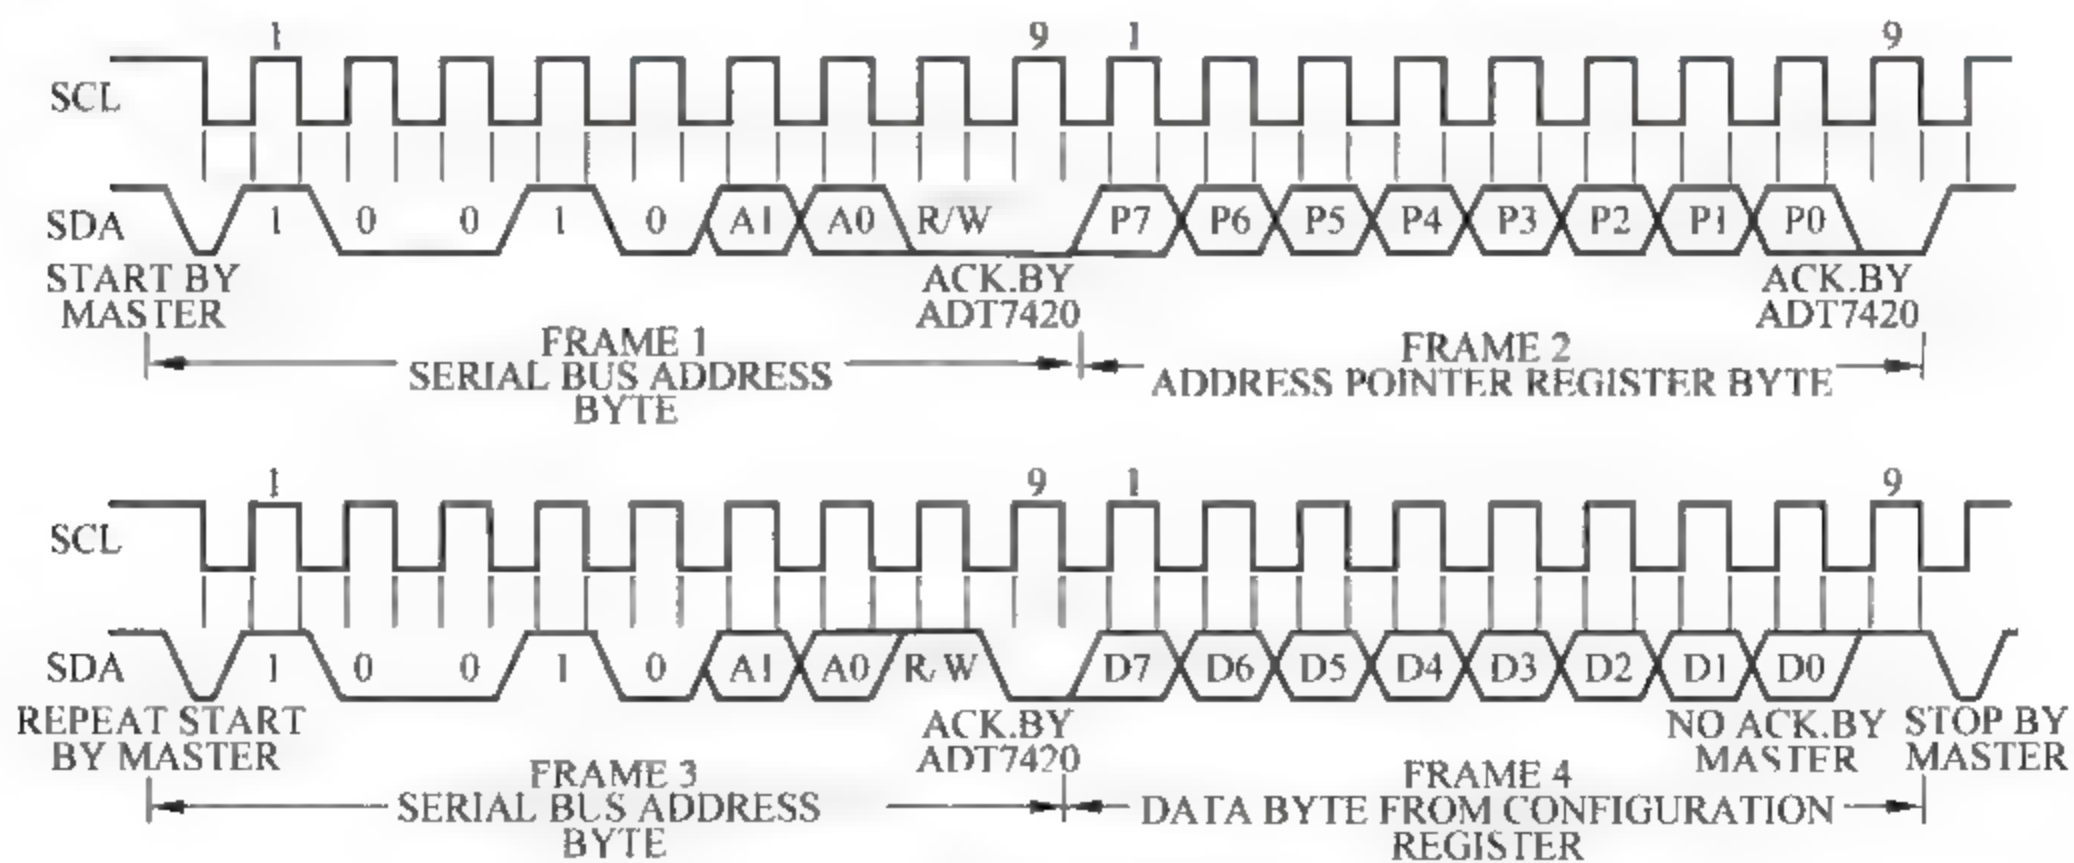 1 9 1 9
SCL
SDA 1 0 0 1 0 A1 A0 R/W P7 P6 P5 P4 P3 P2 P1 P0
START BY
MASTER
ACK.BY
ADT7420
ACK.BY
ADT7420
FRAME 1
SERIAL BUS ADDRESS
BYTE
FRAME 2
ADDRESS POINTER REGISTER BYTE
1 9 1 9
SCL
SDA 1 0 0 1 0 A1 A0 R/W D7 D6 D5 D4 D3 D2 D1 D0
REPEAT START
BY MASTER
ACK.BY
ADT7420
NO ACK.BY
MASTER
STOP BY
MASTER
FRAME 3
SERIAL BUS ADDRESS
BYTE
FRAME 4
DATA BYTE FROM CONFIGURATION
REGISTER